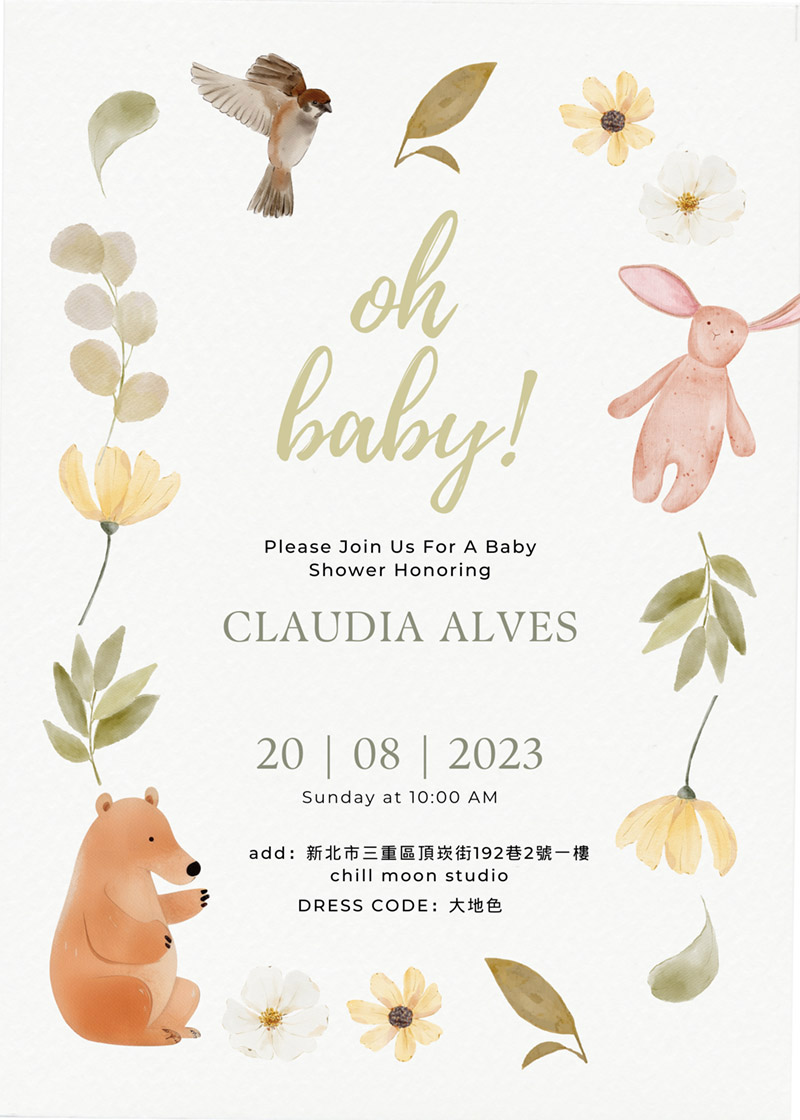 oh
baby!
Please Join Us For A Baby
Shower Honoring
CLAUDIA ALVES
20 | 08 | 2023
Sunday at 10:00 AM
add：新北市三重區頂崁街192巷2號一樓
chill moon studio
DRESS CODE：大地色